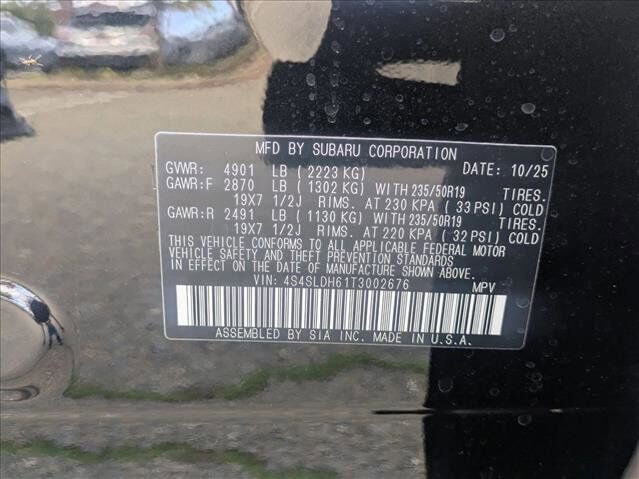 MFD BY SUBARU CORPORATION
GVWR: 4901 LB ( 2223 KG) DATE: 10/25
GAWR:F 2870 LB ( 1302 KG) WITH 235/50R19 TIRES.
19X7 1/2J RIMS. AT 230 KPA ( 33 PSI) COLD
GAWR:R 2491 LB ( 1130 KG) WITH 235/50R19 TIRES.
19X7 1/2J RIMS. AT 220 KPA ( 32 PSI) COLD
THIS VEHICLE CONFORMS TO ALL APPLICABLE FEDERAL MOTOR
VEHICLE SAFETY AND THEFT PREVENTION STANDARDS
IN EFFECT ON THE DATE OF MANUFACTURE SHOWN ABOVE.
VIN: 4S4SLDH61T3002676 MPV
ASSEMBLED BY SIA INC. MADE IN U.S.A.